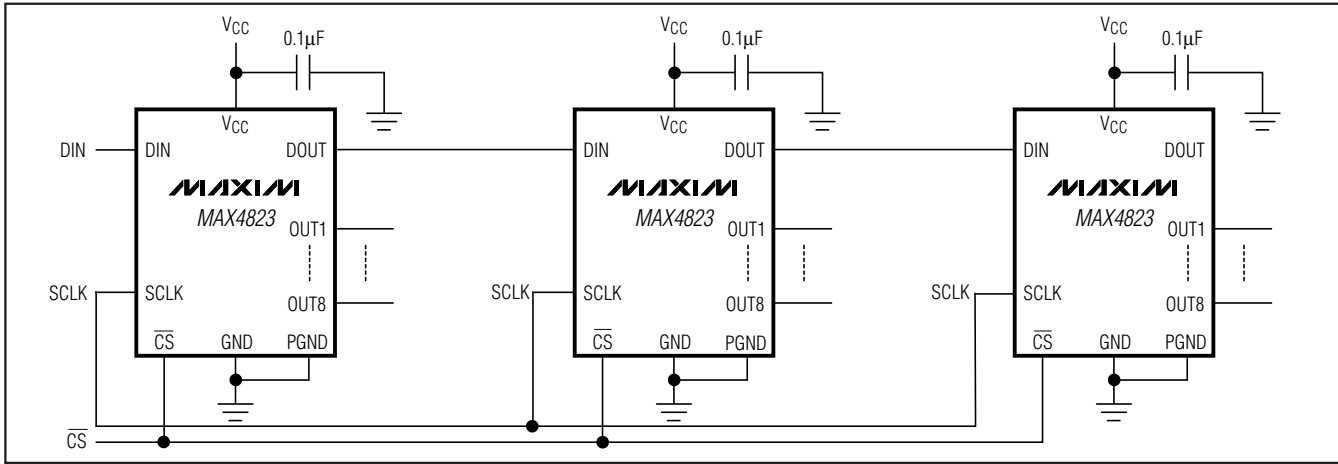 VCC
0.1μF
VCC
0.1μF
VCC
0.1μF
VCC
VCC
VCC
DIN
DIN
DOUT
DIN
DOUT
DIN
DOUT
MAXIM
MAX4823
MAXIM
MAX4823
MAXIM
MAX4823
OUT1
OUT1
OUT1
SCLK
SCLK
OUT8
SCLK
SCLK
OUT8
SCLK
SCLK
OUT8
CS
GND
PGND
CS
GND
PGND
CS
GND
PGND
CS